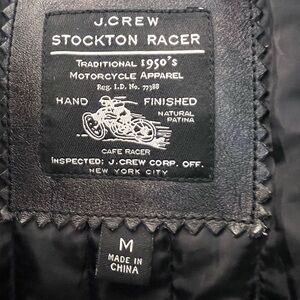 J.CREW
STOCKTON RACER
TRADITIONAL 1950's
MOTORCYCLE APPAREL
REG. I.D. No. 77388
HAND FINISHED
NATURAL
PATINA
CAFE RACER
INSPECTED: J.CREW CORP. OFF.
NEW YORK CITY
M
MADE IN
CHINA